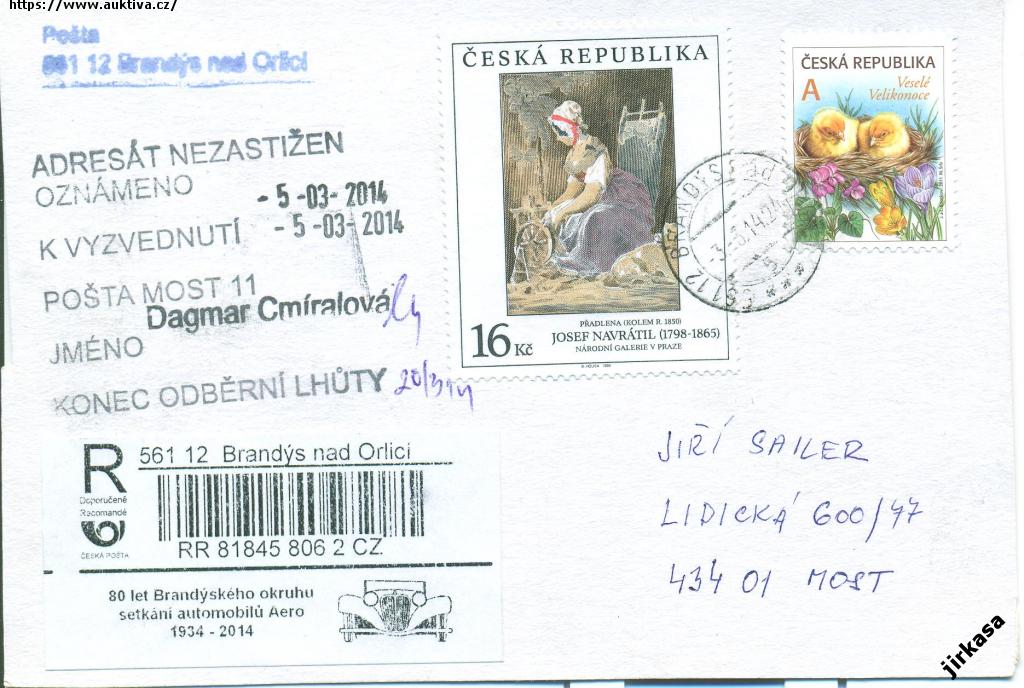 https://www.auktiva.cz/
Pošta
561 12 Brandýs nad Orlicí
ADRESÁT NEZASTIŽEN
OZNÁMENO - 5 -03- 2014
K VYZVEDNUTÍ - 5 -03- 2014
POŠTA MOST 11
Dagmar Cmíralová
JMÉNO
KONEC ODBĚRNÍ LHŮTY 20/3 14
ČESKÁ REPUBLIKA
PŘADLENA (KOLEM R. 1850)
16 Kč JOSEF NAVRÁTIL (1798-1865)
NÁRODNÍ GALERIE V PRAZE
ČESKÁ REPUBLIKA
A Veselé
Velikonoce
BRANDÝS
R 561 12 Brandýs nad Orlicí
Doporučeně
Recomandé
ČESKÁ POŠTA
RR 81845 806 2 CZ
80 let Brandýského okruhu
setkání automobilů Aero
1934 - 2014
JIŘÍ SAILER
LIDICKÁ 600/47
434 01 MOST
jirkasa